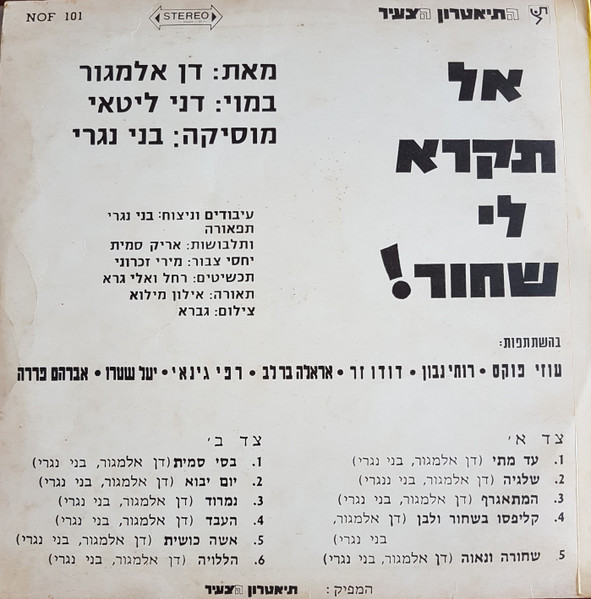 NOF 101
STEREO
התיאטרון הצעיר
אל
תקרא
לי
שחור!
מאת: דן אלמגור
במוי: דני ליטאי
מוסיקה: בני נגרי
עיבודים וניצוח: בני נגרי
תפאורה
ותלבושות: אריק סמית
יחסי צבור: מירי זכרוני
תכשיטים: רחל ואלי גרא
תאורה: אילון מילוא
צילום: גברא
בהשתתפות:
עוזי פוקס • רוחי נבון • דודו זר • אראלה ברלב • רפי גינאי • יעל שטרו • אברהם פררה
צד א׳
1. עד מתי (דן אלמגור, בני נגרי)
2. שלגיה (דן אלמגור, בני נננגרי)
3. המתאגרף (דן אלמגור, בני נגרי)
4. קליפסו בשחור ולבן (דן אלמגור,
בני נגרי)
5 שחורה ונאוה (דן אלמגור, בני נגרי)
צד ב׳
1. בסי סמית (דן אלמגור, בני נגרי)
2. יום יבוא (דן אלמגור, בני נגרי)
3. נמרוד (דן אלמגור, בני נגרי)
4. העבד (דן אלמגור, בני נגרי)
5. אשה כושית (דן אלמגור, בני נגרי)
6. הללויה (דן אלמגור, בני נגרי)
המפיק: תיאטרון הצעיר